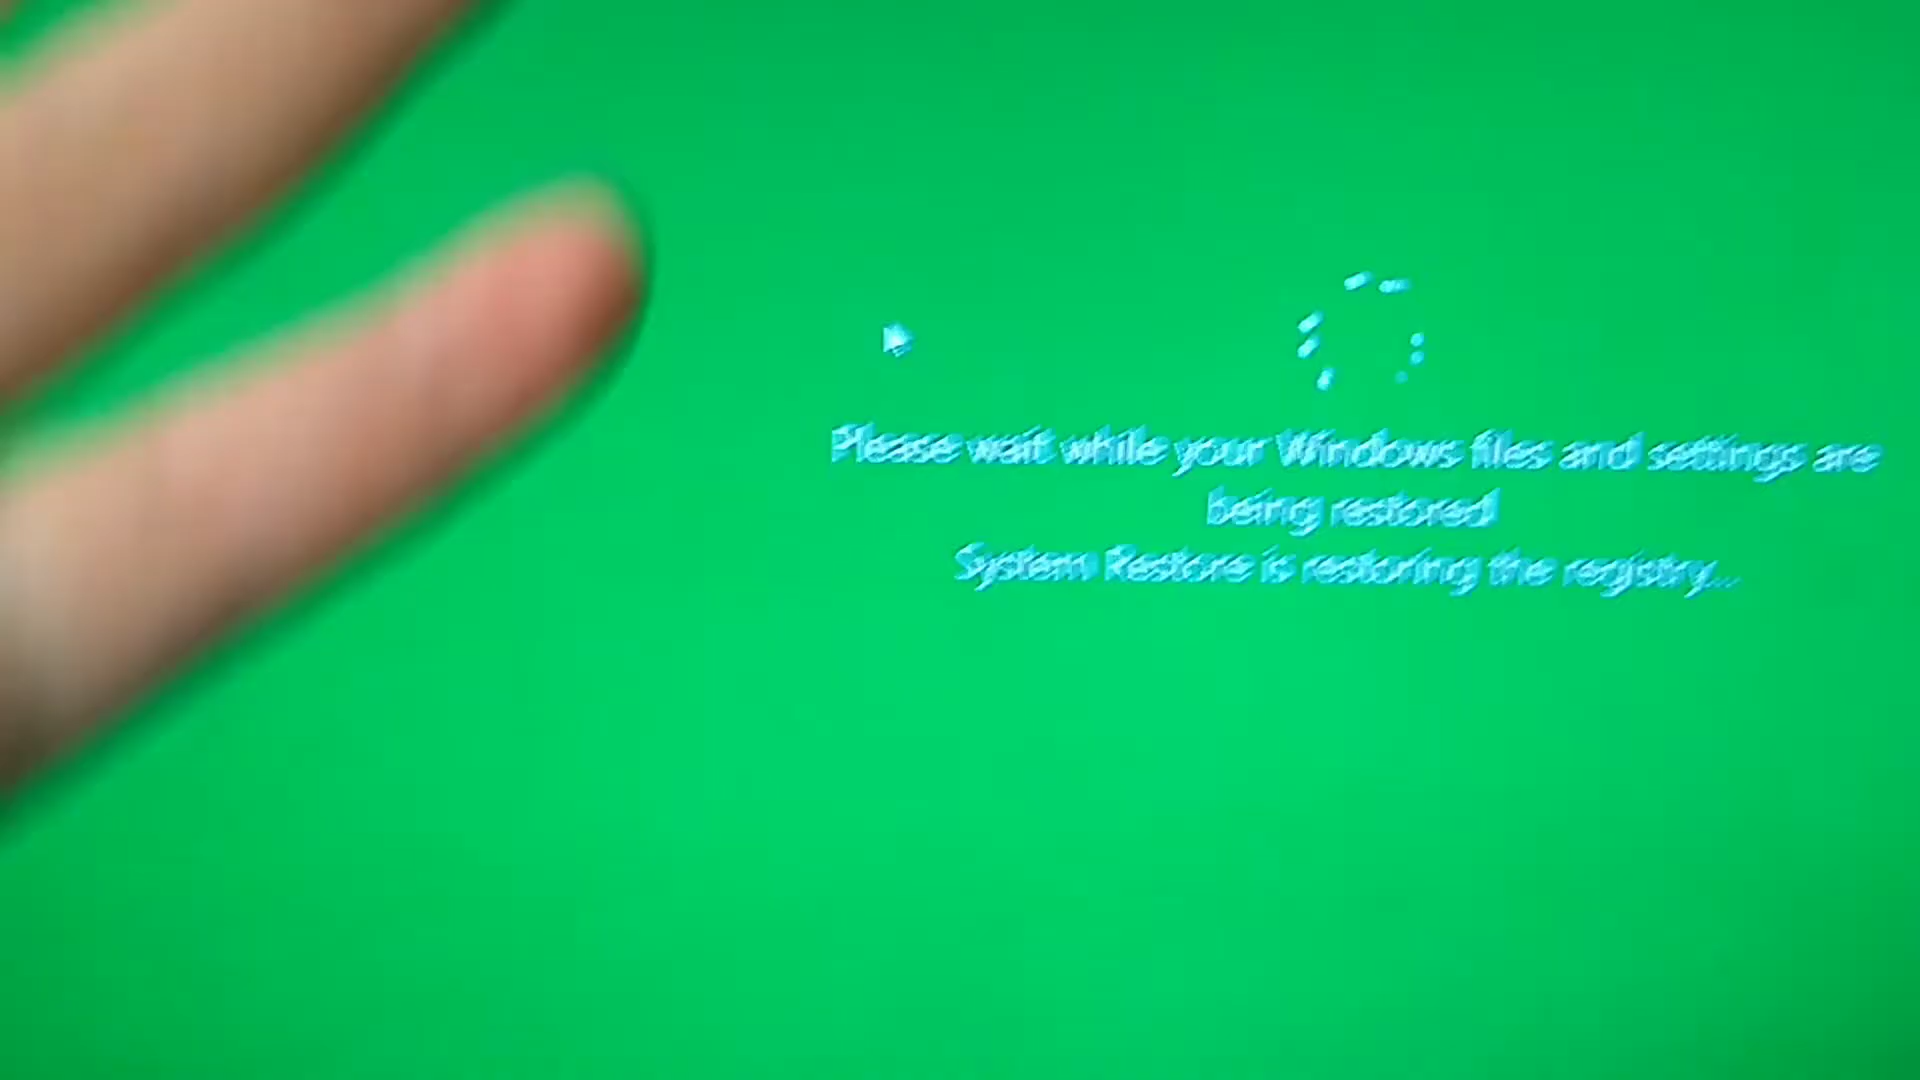 Please wait while your Windows files and settings are
being restored
System Restore is restoring the registry...